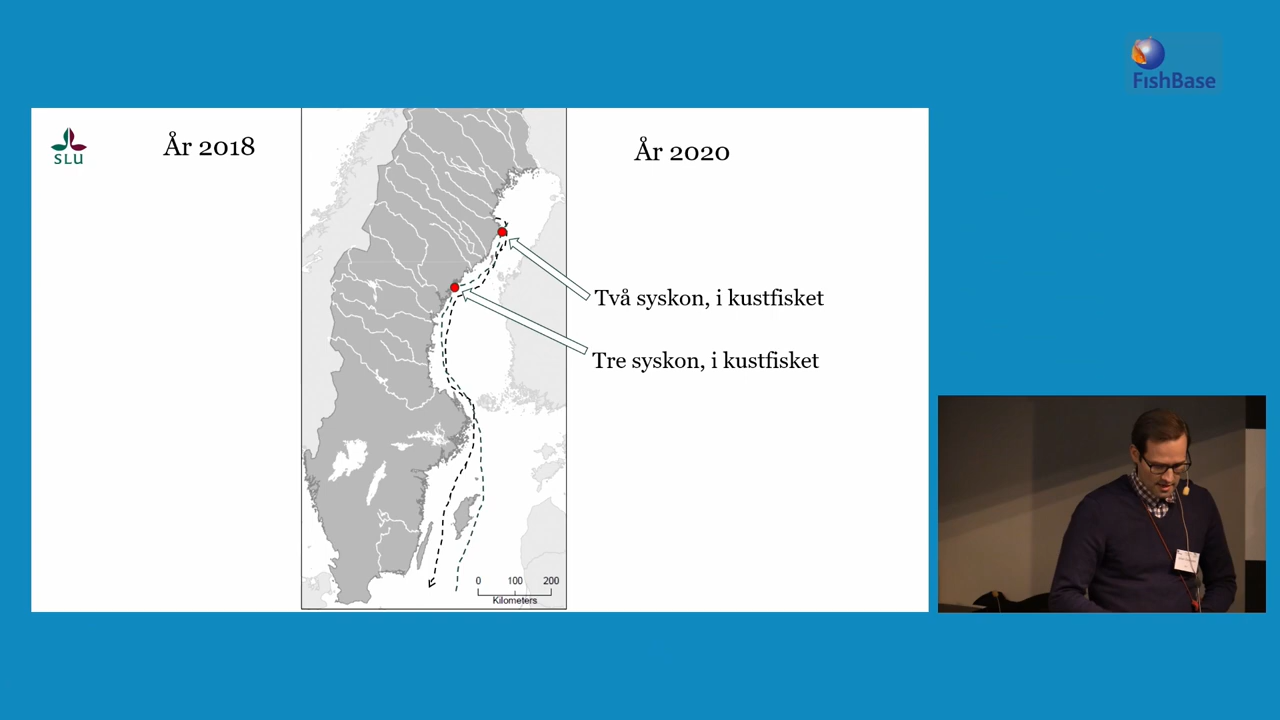 FishBase
SLU
År 2018
År 2020
Två syskon, i kustfisket
Tre syskon, i kustfisket
0 100 200
Kilometers